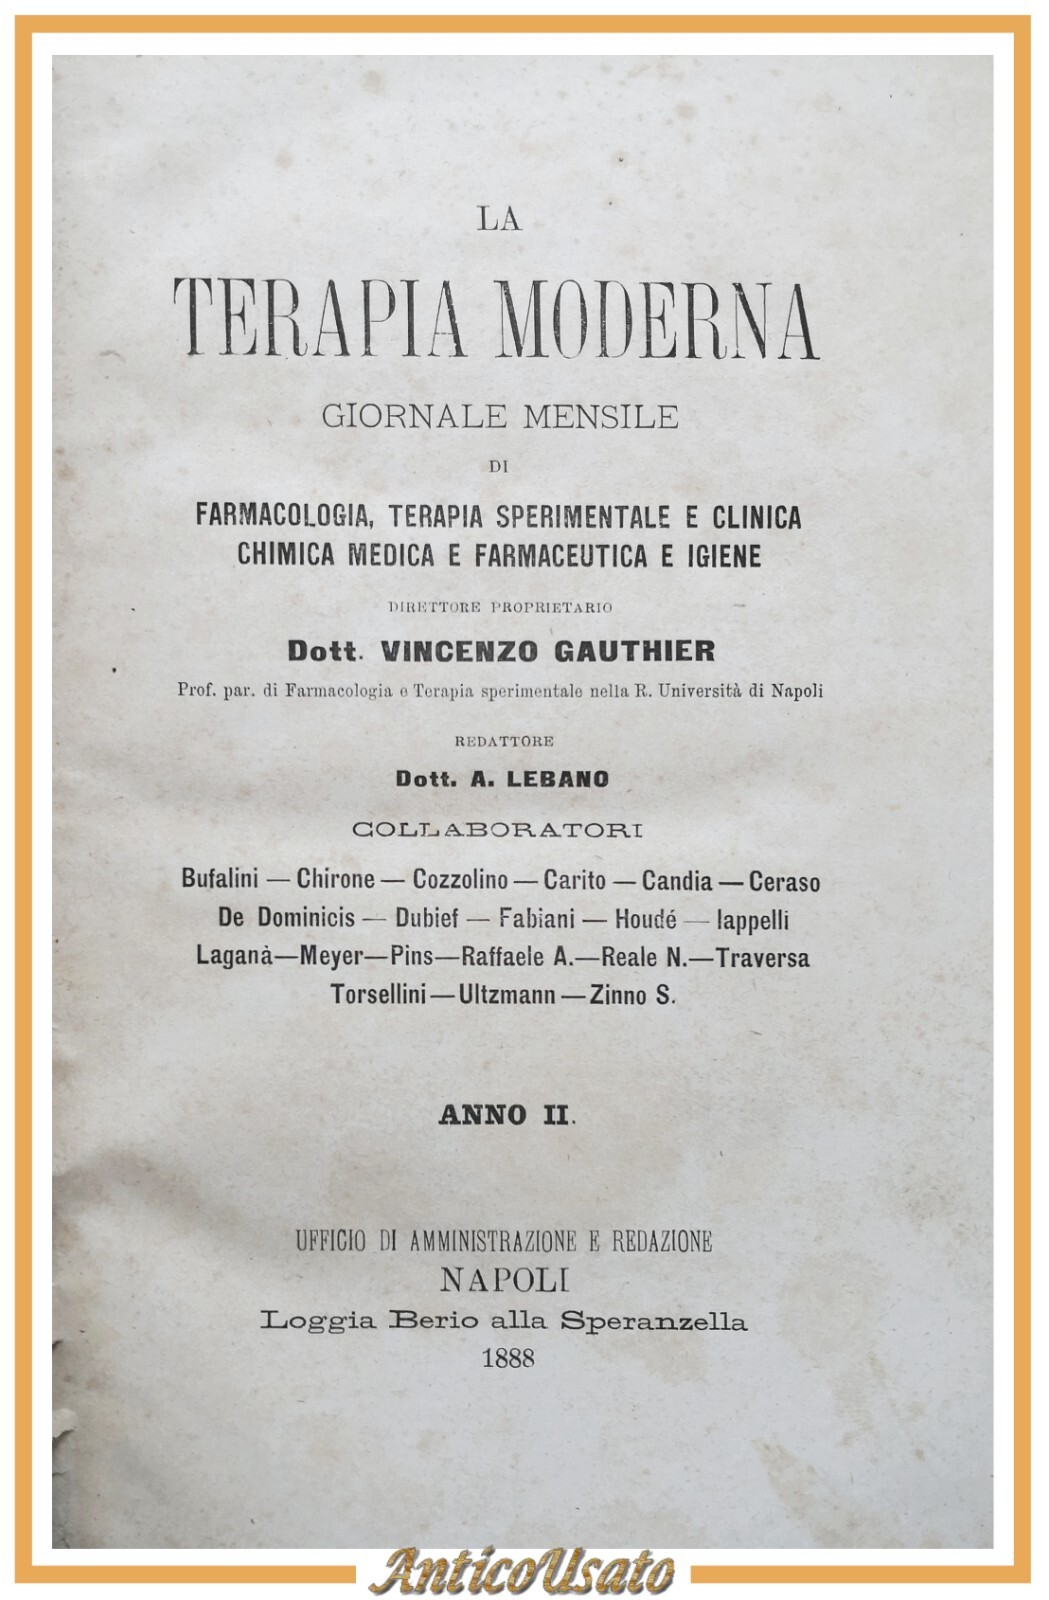 LA
TERAPIA MODERNA
GIORNALE MENSILE
DI
FARMACOLOGIA, TERAPIA SPERIMENTALE E CLINICA
CHIMICA MEDICA E FARMACEUTICA E IGIENE
DIRETTORE PROPRIETARIO
Dott. VINCENZO GAUTHIER
Prof. par. di Farmacologia e Terapia sperimentale nella R. Università di Napoli
REDATTORE
Dott. A. LEBANO
COLLABORATORI
Bufalini — Chirone — Cozzolino — Carito — Candia — Ceraso
De Dominicis — Dubief — Fabiani — Houdé — Iappelli
Laganà—Meyer—Pins—Raffaele A.—Reale N.—Traversa
Torsellini—Ultzmann—Zinno S.
ANNO II.
UFFICIO DI AMMINISTRAZIONE E REDAZIONE
NAPOLI
Loggia Berio alla Speranzella
1888
AnticoUsato